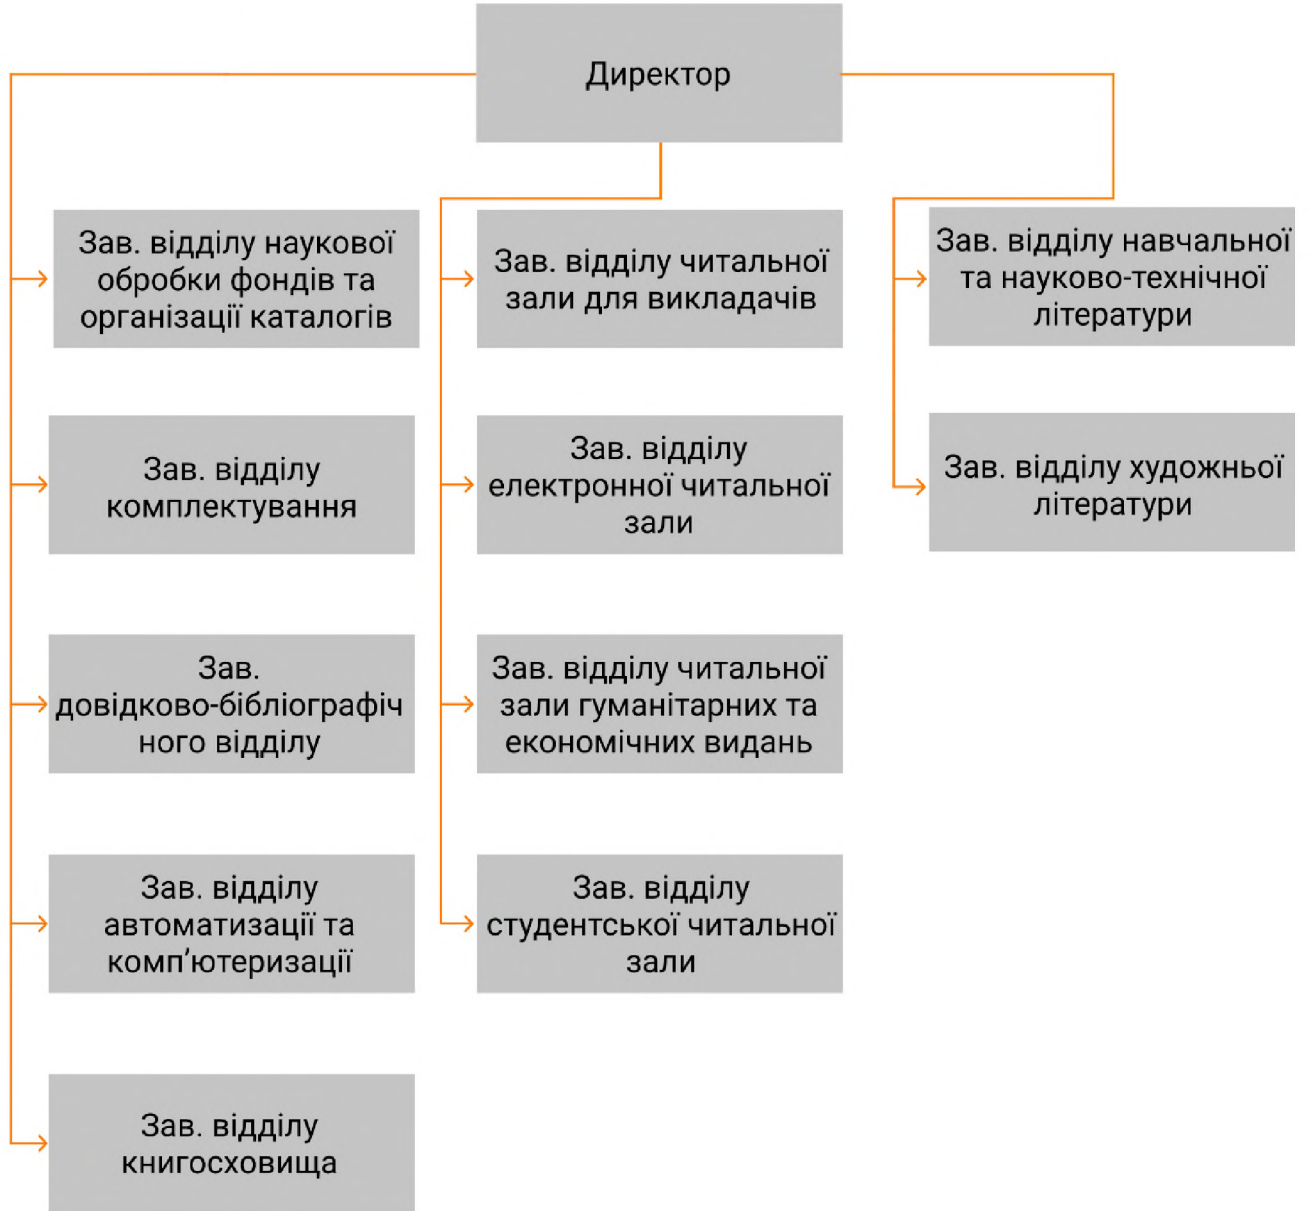 Директор
Зав. відділу наукової
обробки фондів та
організації каталогів
Зав. відділу читальної
зали для викладачів
Зав. відділу навчальної
та науково-технічної
літератури
Зав. відділу
комплектування
Зав. відділу
електронної читальної
зали
Зав. відділу художньої
літератури
Зав.
довідково-бібліографіч
ного відділу
Зав. відділу читальної
зали гуманітарних та
економічних видань
Зав. відділу
автоматизації та
комп’ютеризації
Зав. відділу
студентської читальної
зали
Зав. відділу
книгосховища